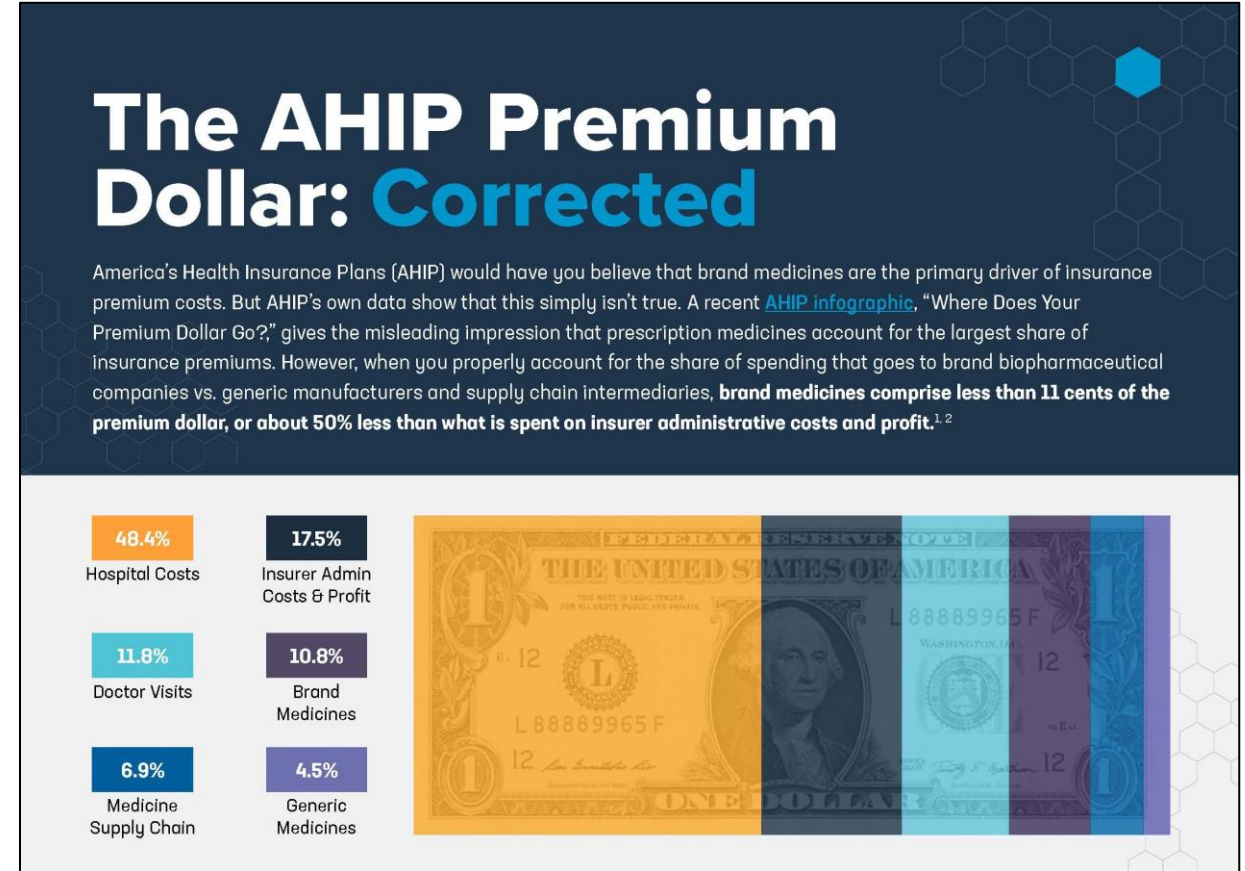 The AHIP Premium
Dollar: Corrected
America's Health Insurance Plans (AHIP) would have you believe that brand medicines are the primary driver of insurance
premium costs. But AHIP's own data show that this simply isn't true. A recent AHIP infographic, “Where Does Your
Premium Dollar Go?,” gives the misleading impression that prescription medicines account for the largest share of
insurance premiums. However, when you properly account for the share of spending that goes to brand biopharmaceutical
companies vs. generic manufacturers and supply chain intermediaries, brand medicines comprise less than 11 cents of the
premium dollar, or about 50% less than what is spent on insurer administrative costs and profit.1, 2
48.4%
Hospital Costs
17.5%
Insurer Admin
Costs & Profit
11.8%
Doctor Visits
10.8%
Brand
Medicines
6.9%
Medicine
Supply Chain
4.5%
Generic
Medicines
FEDERAL RESERVE NOTE
THE UNITED STATES OF AMERICA
THIS NOTE IS LEGAL TENDER
FOR ALL DEBTS, PUBLIC AND PRIVATE
1
1
L 88889965 F
WASHINGTON, D.C.
12
12
L
L 88889965 F
12
12
1
1
ONE DOLLAR